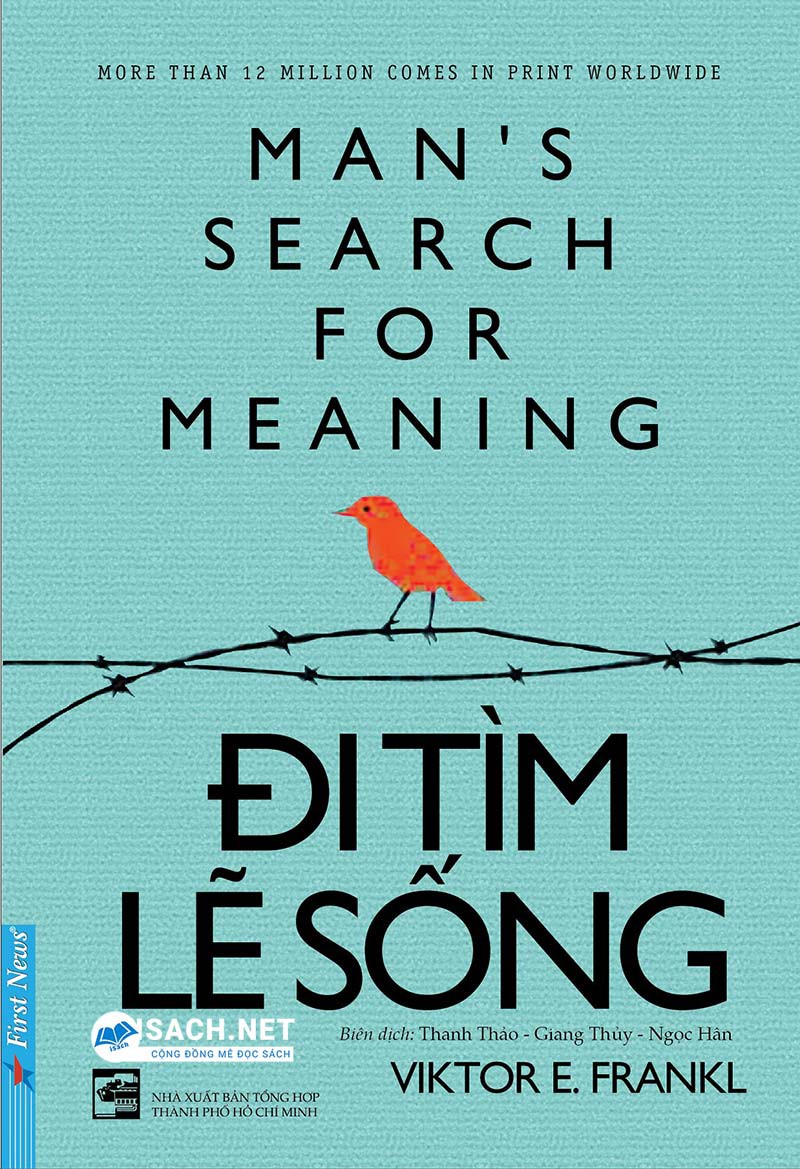 MORE THAN 12 MILLION COMES IN PRINT WORLDWIDE
MAN'S
SEARCH
FOR
MEANING
ĐI TÌM
LẼ SỐNG
First News®
iSACH.NET
iSach
CỘNG ĐỒNG MÊ ĐỌC SÁCH
Biên dịch: Thanh Thảo - Giang Thủy - Ngọc Hân
VIKTOR E. FRANKL
NHÀ XUẤT BẢN TỔNG HỢP
THÀNH PHỐ HỒ CHÍ MINH